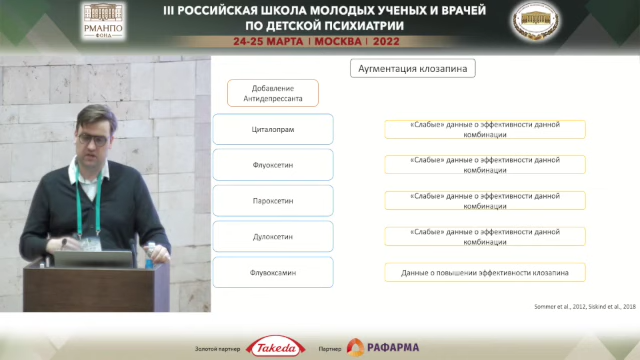 III РОССИЙСКАЯ ШКОЛА МОЛОДЫХ УЧЕНЫХ И ВРАЧЕЙ
ПО ДЕТСКОЙ ПСИХИАТРИИ
24-25 МАРТА | МОСКВА | 2022
РМАНПО
ФОНД
Аугментация клозапина
Добавление
Антидепрессанта
Циталопрам
«Слабые» данные о эффективности данной
комбинации
Флуоксетин
«Слабые» данные о эффективности данной
комбинации
Пароксетин
«Слабые» данные о эффективности данной
комбинации
Дулоксетин
«Слабые» данные о эффективности данной
комбинации
Флувоксамин
Данные о повышении эффективности клозапина
Sommer et al., 2012, Siskind et al., 2018
Золотой партнер
Takeda
Партнер
РАФАРМА